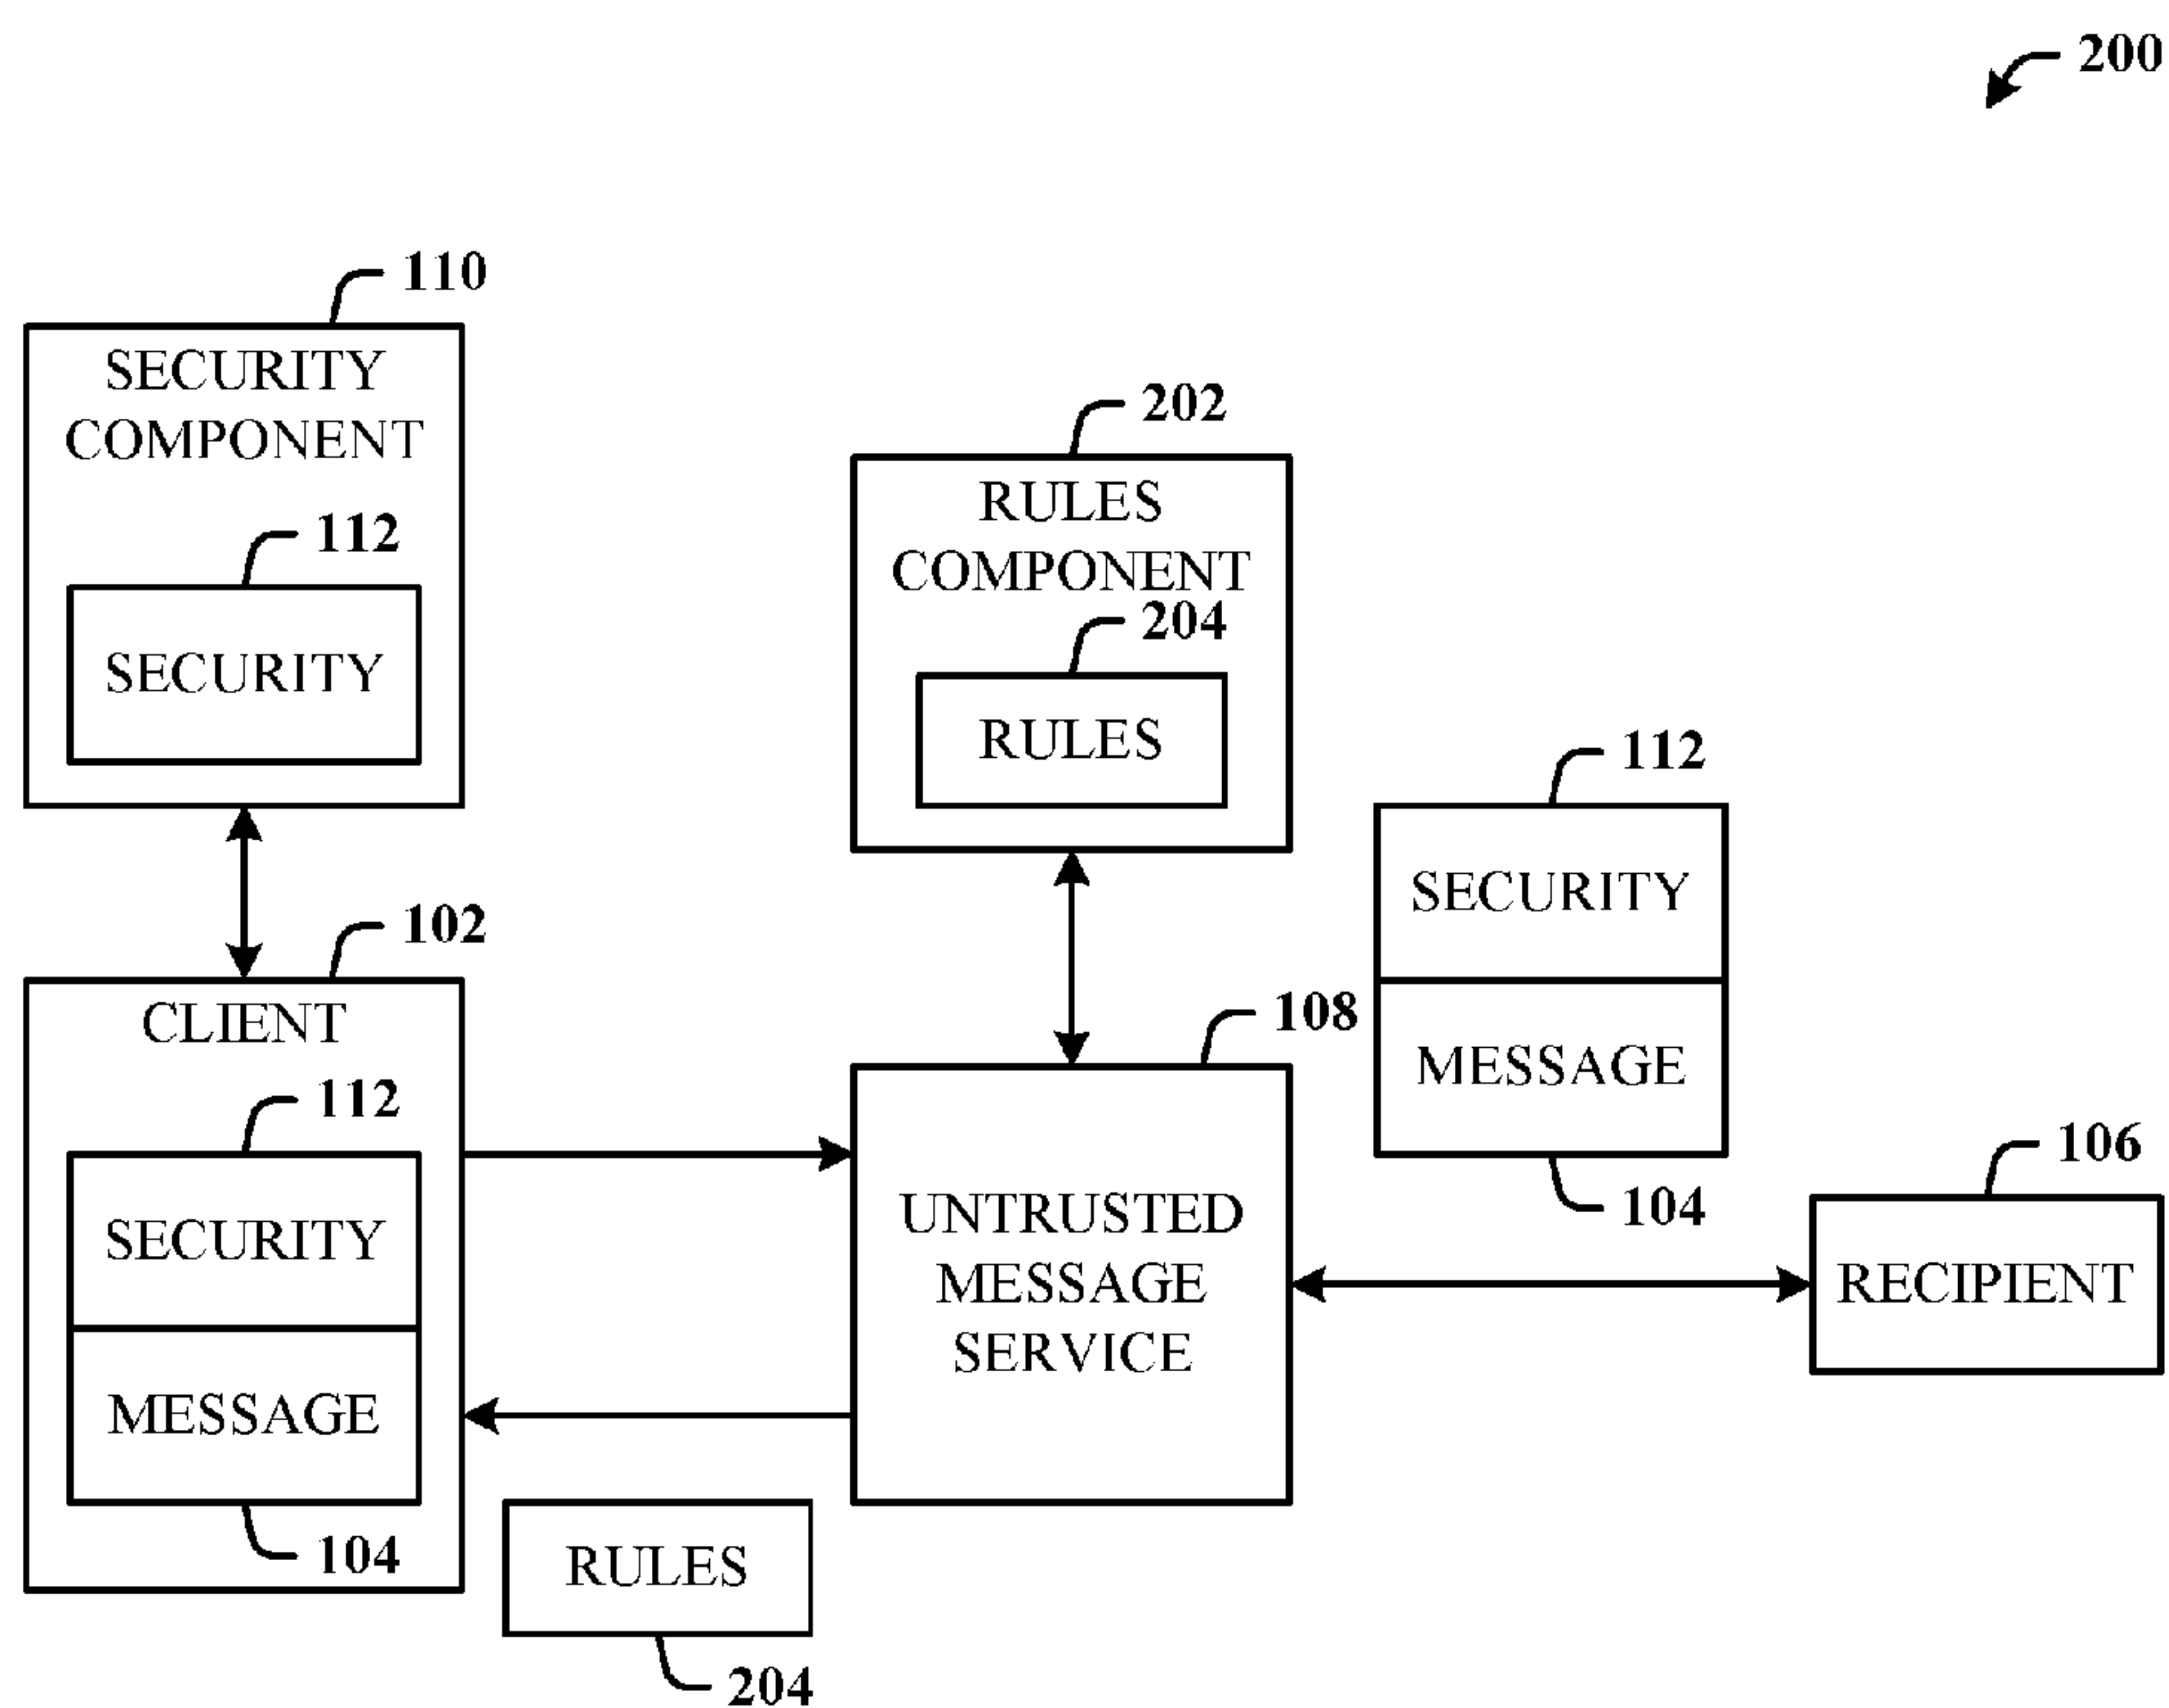 200
110
SECURITY
COMPONENT
112
SECURITY
202
RULES
COMPONENT
204
RULES
112
SECURITY
MESSAGE
104
102
CLIENT
112
SECURITY
MESSAGE
104
108
UNTRUSTED
MESSAGE
SERVICE
106
RECIPIENT
RULES
204